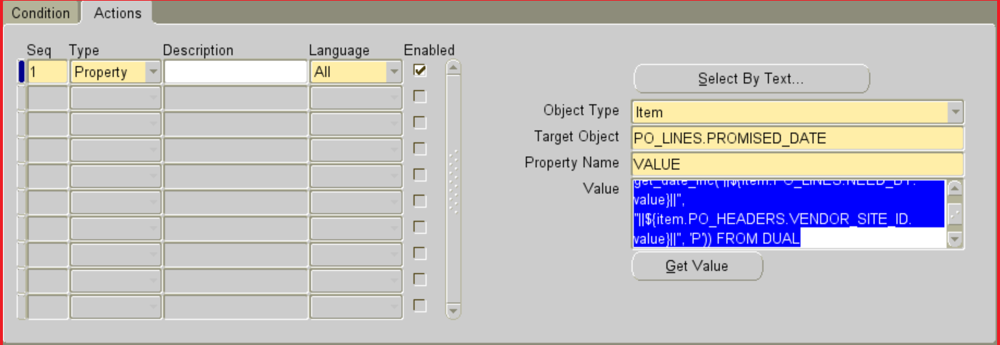 Condition Actions
Seq Type Description Language Enabled
1 Property All
Select By Text...
Object Type Item
Target Object PO_LINES.PROMISED_DATE
Property Name VALUE
Value get_date_inc("||${item.PO_LINES.NEED_BY.
value}||",
"||${item.PO_HEADERS.VENDOR_SITE_ID.
value}||", 'P')) FROM DUAL
Get Value